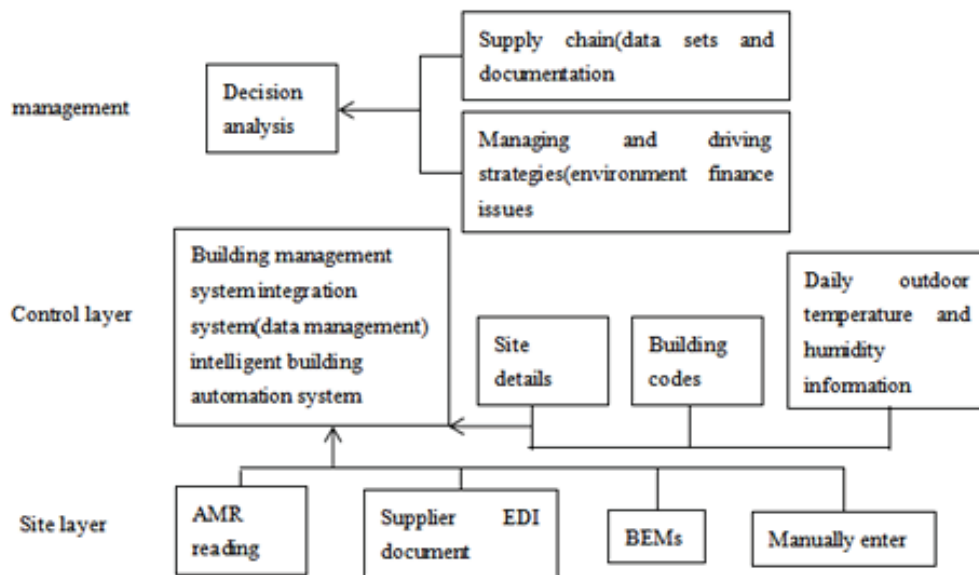 Supply chain(data sets and
documentation
management
Decision
analysis
Managing and driving
strategies(environment finance
issues
Building management
system integration
system(data management)
intelligent building
automation system
Control layer
Site
details
Building
codes
Daily outdoor
temperature and
humidity
information
Site layer
AMR
reading
Supplier EDI
document
BEMs
Manually enter